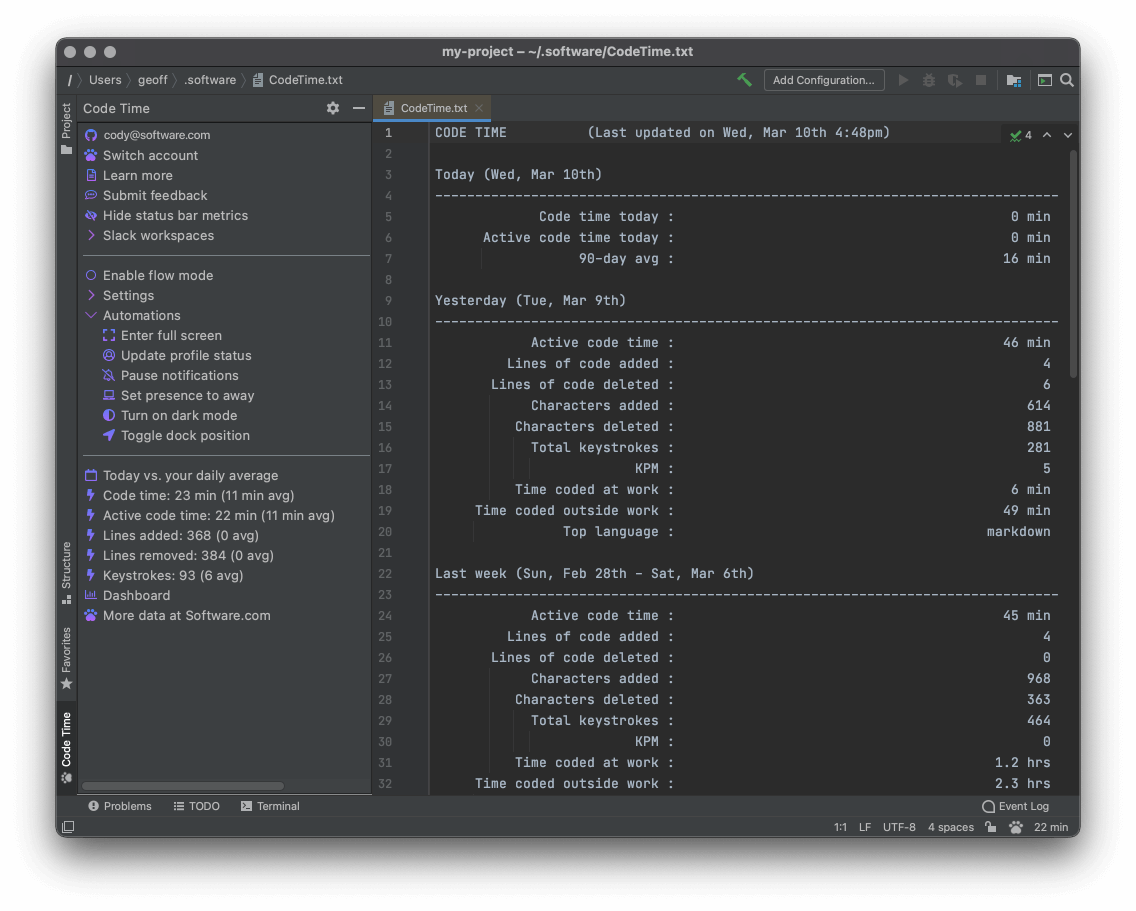 my-project – ~/.software/CodeTime.txt
/ Users geoff .software CodeTime.txt
Add Configuration...
Project
Structure
Favorites
Code Time
Code Time
cody@software.com
Switch account
Learn more
Submit feedback
Hide status bar metrics
Slack workspaces
Enable flow mode
Settings
Automations
Enter full screen
Update profile status
Pause notifications
Set presence to away
Turn on dark mode
Toggle dock position
Today vs. your daily average
Code time: 23 min (11 min avg)
Active code time: 22 min (11 min avg)
Lines added: 368 (0 avg)
Lines removed: 384 (0 avg)
Keystrokes: 93 (6 avg)
Dashboard
More data at Software.com
CodeTime.txt
4
1 CODE TIME (Last updated on Wed, Mar 10th 4:48pm)
2
3 Today (Wed, Mar 10th)
4 ------------------------------------------------------------------------------
5 Code time today : 0 min
6 Active code time today : 0 min
7 90-day avg : 16 min
8
9 Yesterday (Tue, Mar 9th)
10 ------------------------------------------------------------------------------
11 Active code time : 46 min
12 Lines of code added : 4
13 Lines of code deleted : 6
14 Characters added : 614
15 Characters deleted : 881
16 Total keystrokes : 281
17 KPM : 5
18 Time coded at work : 6 min
19 Time coded outside work : 49 min
20 Top language : markdown
21
22 Last week (Sun, Feb 28th - Sat, Mar 6th)
23 ------------------------------------------------------------------------------
24 Active code time : 45 min
25 Lines of code added : 4
26 Lines of code deleted : 0
27 Characters added : 968
28 Characters deleted : 363
29 Total keystrokes : 464
30 KPM : 0
31 Time coded at work : 1.2 hrs
32 Time coded outside work : 2.3 hrs
Problems TODO Terminal Event Log
1:1 LF UTF-8 4 spaces 22 min